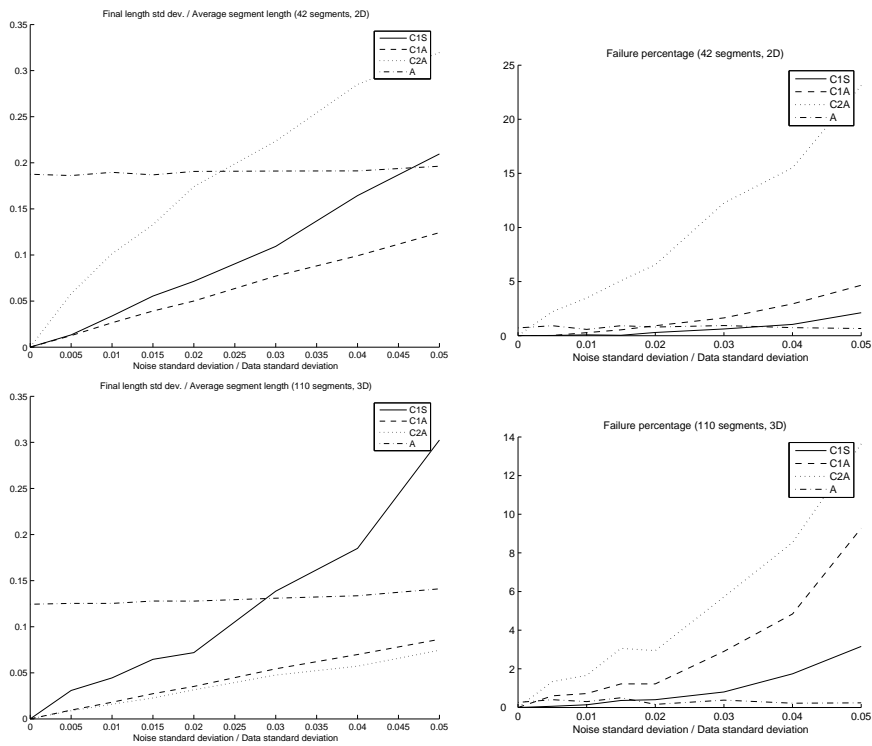 Final length std dev. / Average segment length (42 segments, 2D)
0.35
0.3
0.25
0.2
0.15
0.1
0.05
0
C1S
C1A
C2A
A
0 0.005 0.01 0.015 0.02 0.025 0.03 0.035 0.04 0.045 0.05
Noise standard deviation / Data standard deviation
Failure percentage (42 segments, 2D)
25
20
15
10
5
0
C1S
C1A
C2A
A
0 0.01 0.02 0.03 0.04 0.05
Noise standard deviation / Data standard deviation
Final length std dev. / Average segment length (110 segments, 3D)
0.35
0.3
0.25
0.2
0.15
0.1
0.05
0
C1S
C1A
C2A
A
0 0.005 0.01 0.015 0.02 0.025 0.03 0.035 0.04 0.045 0.05
Noise standard deviation / Data standard deviation
Failure percentage (110 segments, 3D)
14
12
10
8
6
4
2
0
C1S
C1A
C2A
A
0 0.01 0.02 0.03 0.04 0.05
Noise standard deviation / Data standard deviation